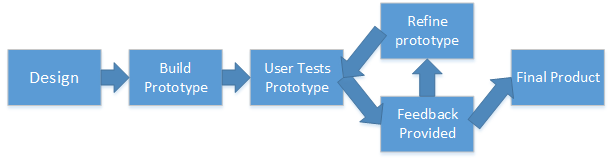 Design
Build
Prototype
User Tests
Prototype
Refine
prototype
Feedback
Provided
Final Product